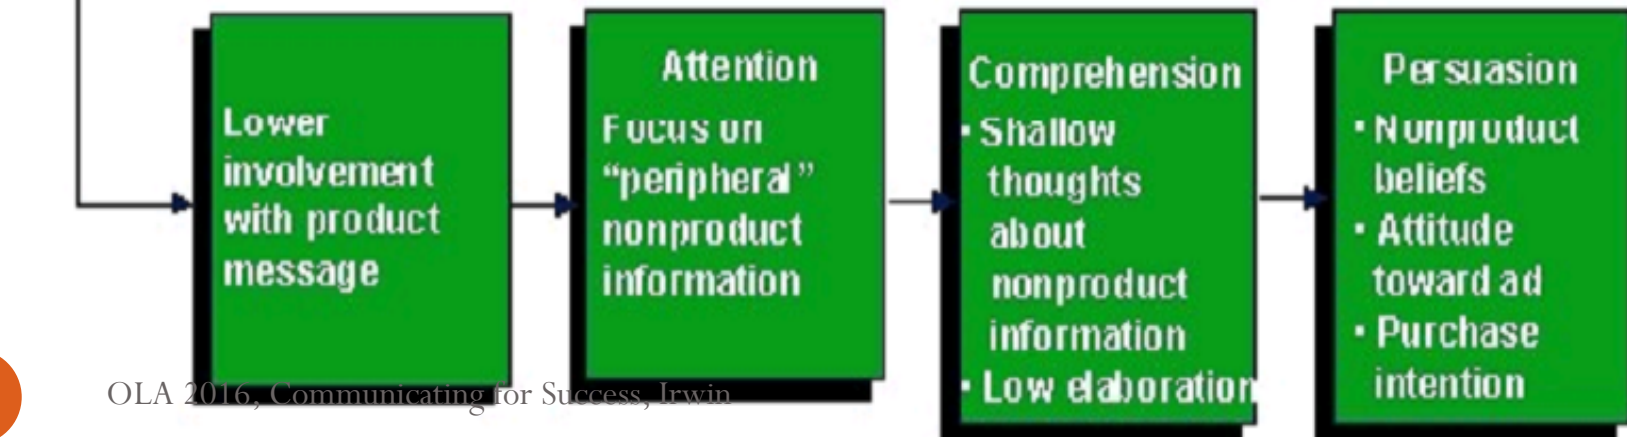 Lower
involvement
with product
message
Attention
Focus on
“peripheral”
nonproduct
information
Comprehension
▪ Shallow
thoughts
about
nonproduct
information
▪ Low elaboration
Persuasion
▪ Nonproduct
beliefs
▪ Attitude
toward ad
▪ Purchase
intention
OLA 2016, Communicating for Success, Irwin